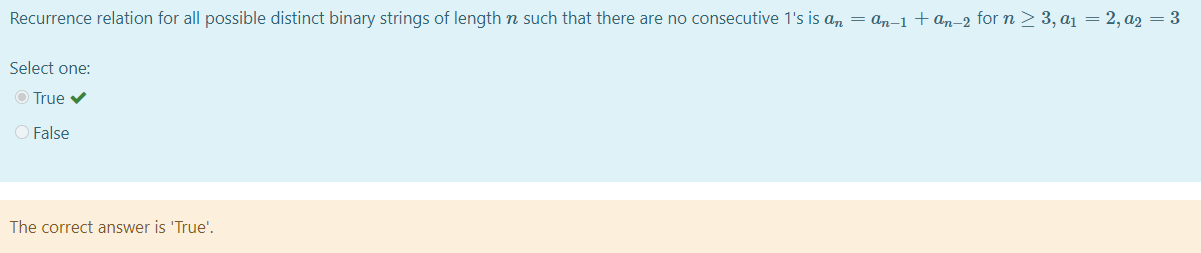 Recurrence relation for all possible distinct binary strings of length n such that there are no consecutive 1's is aₙ = aₙ₋₁ + aₙ₋₂ for n ≥ 3, a₁ = 2, a₂ = 3
Select one:
True ✔
False
The correct answer is 'True'.